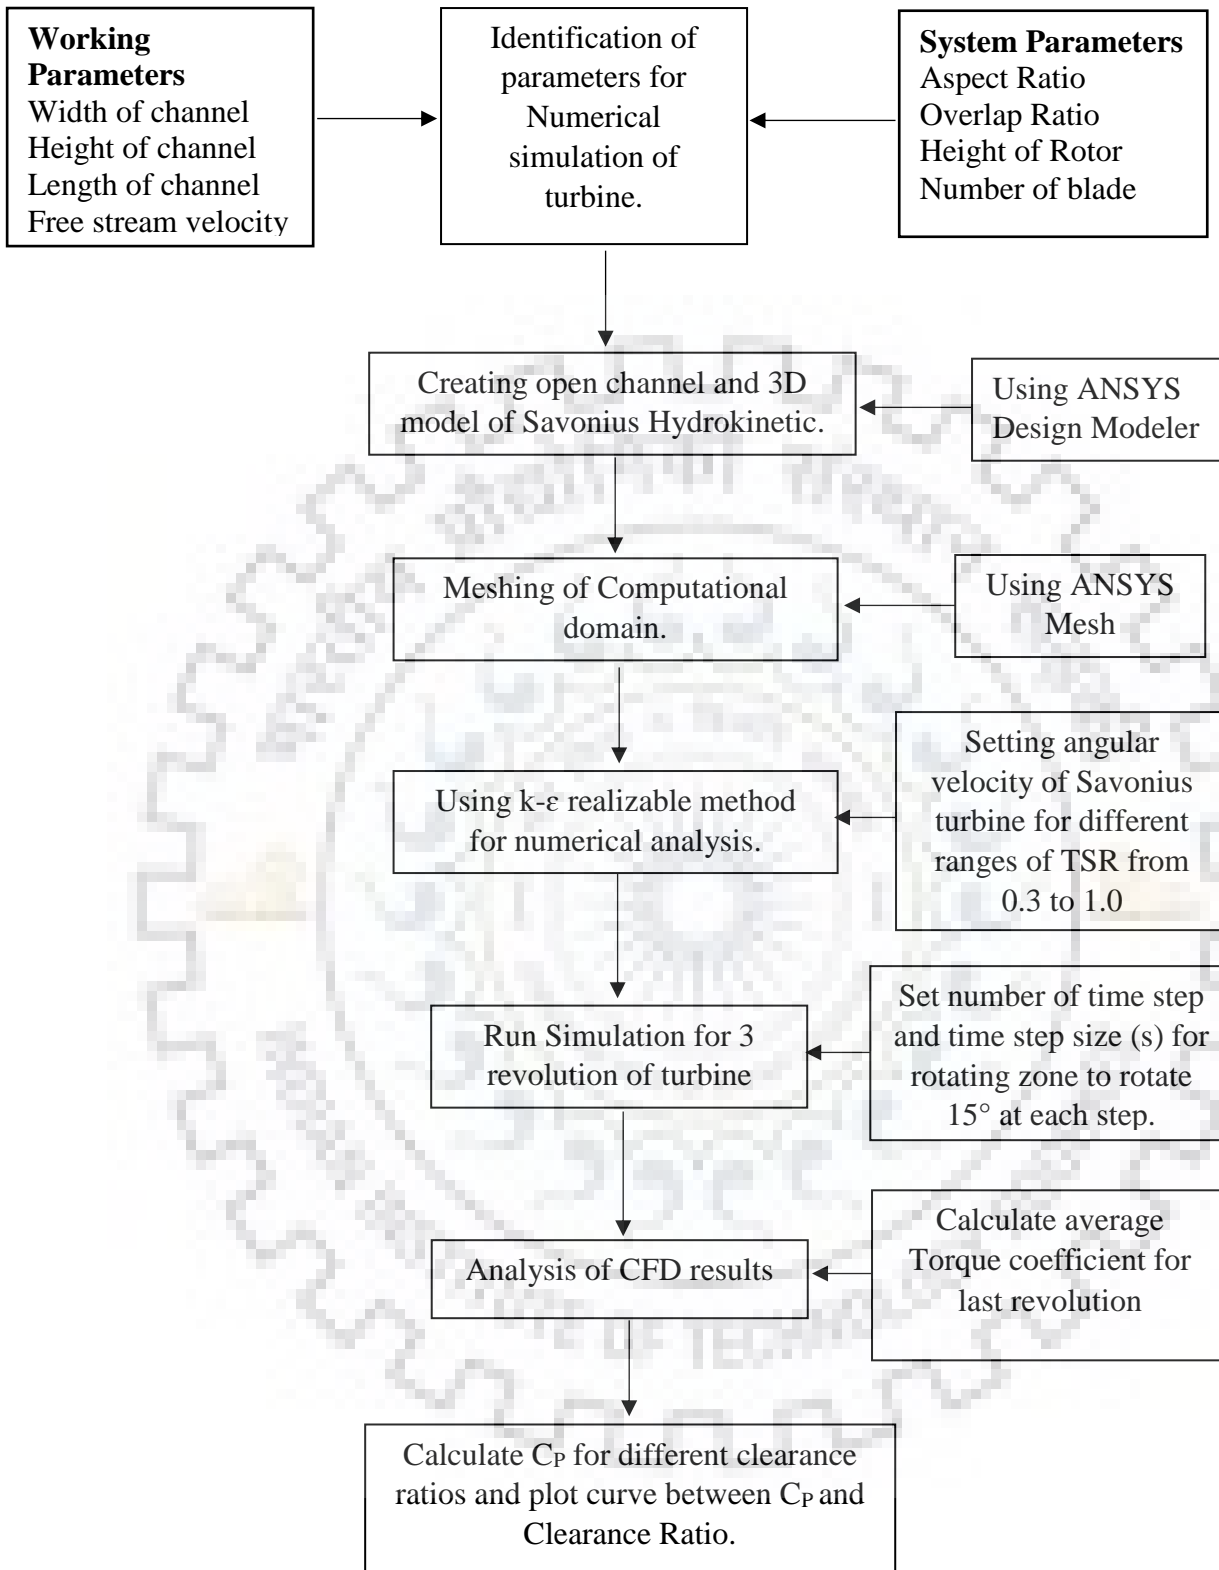 Working
Parameters
Width of channel
Height of channel
Length of channel
Free stream velocity
Identification of
parameters for
Numerical
simulation of
turbine.
System Parameters
Aspect Ratio
Overlap Ratio
Height of Rotor
Number of blade
Creating open channel and 3D
model of Savonius Hydrokinetic.
Using ANSYS
Design Modeler
Meshing of Computational
domain.
Using ANSYS
Mesh
Using k-ε realizable method
for numerical analysis.
Setting angular
velocity of Savonius
turbine for different
ranges of TSR from
0.3 to 1.0
Run Simulation for 3
revolution of turbine
Set number of time step
and time step size (s) for
rotating zone to rotate
15° at each step.
Analysis of CFD results
Calculate average
Torque coefficient for
last revolution
Calculate CP for different clearance
ratios and plot curve between CP and
Clearance Ratio.